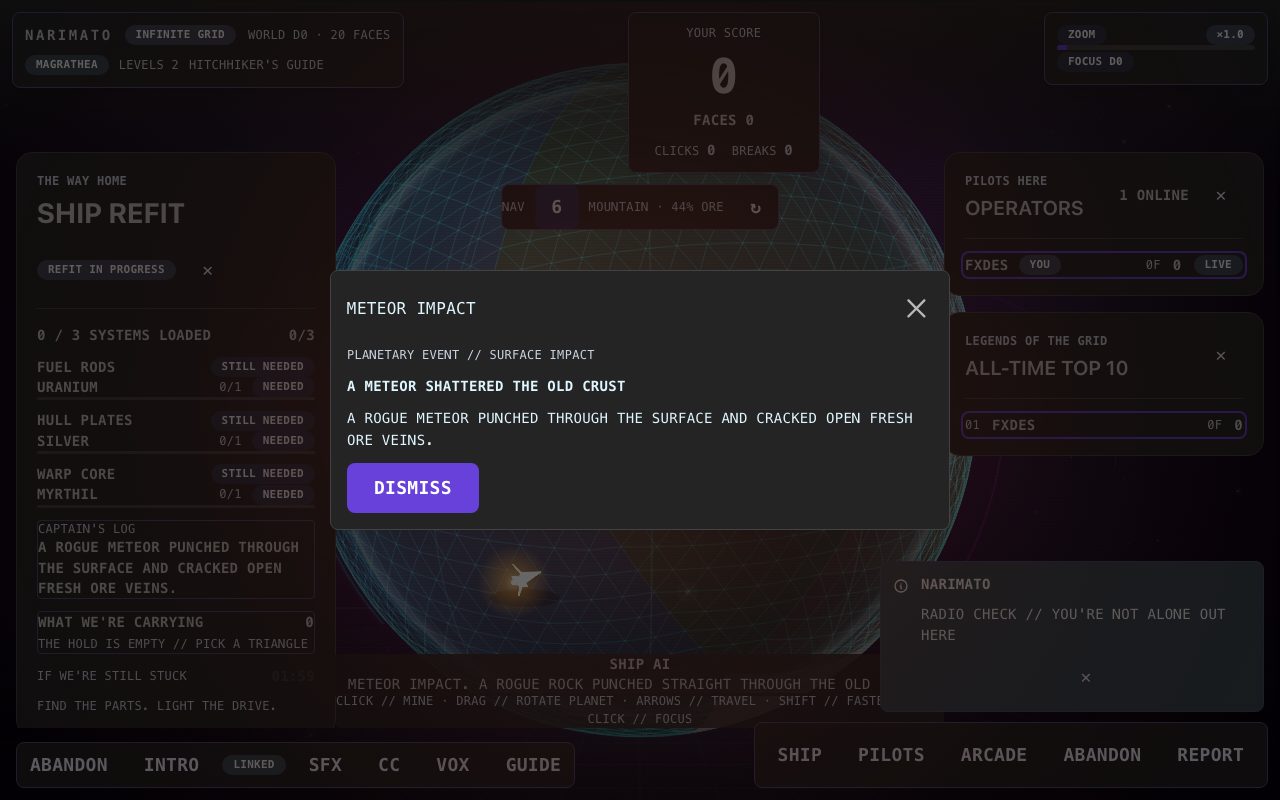 NARIMATO INFINITE GRID WORLD D0 · 20 FACES
MAGRATHEA LEVELS 2 HITCHHIKER'S GUIDE
YOUR SCORE
0
FACES 0
CLICKS 0 BREAKS 0
ZOOM ×1.0
FOCUS D0
NAV 6 MOUNTAIN · 44% ORE ↻
THE WAY HOME
SHIP REFIT
REFIT IN PROGRESS ×
0 / 3 SYSTEMS LOADED 0/3
FUEL RODS STILL NEEDED
URANIUM 0/1 NEEDED
HULL PLATES STILL NEEDED
SILVER 0/1 NEEDED
WARP CORE STILL NEEDED
MYRTHIL 0/1 NEEDED
CAPTAIN'S LOG
A ROGUE METEOR PUNCHED THROUGH
THE SURFACE AND CRACKED OPEN
FRESH ORE VEINS.
WHAT WE'RE CARRYING 0
THE HOLD IS EMPTY // PICK A TRIANGLE
IF WE'RE STILL STUCK 01:59
FIND THE PARTS. LIGHT THE DRIVE.
METEOR IMPACT
PLANETARY EVENT // SURFACE IMPACT
A METEOR SHATTERED THE OLD CRUST
A ROGUE METEOR PUNCHED THROUGH THE SURFACE AND CRACKED OPEN FRESH
ORE VEINS.
DISMISS
PILOTS HERE
OPERATORS 1 ONLINE ×
FXDES YOU 0F 0 LIVE
LEGENDS OF THE GRID
ALL-TIME TOP 10 ×
01 FXDES 0F 0
NARIMATO
RADIO CHECK // YOU'RE NOT ALONE OUT
HERE
×
SHIP AI
METEOR IMPACT. A ROGUE ROCK PUNCHED STRAIGHT THROUGH THE OLD
CLICK // MINE · DRAG // ROTATE PLANET · ARROWS // TRAVEL · SHIFT // FASTE
CLICK // FOCUS
ABANDON INTRO LINKED SFX CC VOX GUIDE
SHIP PILOTS ARCADE ABANDON REPORT